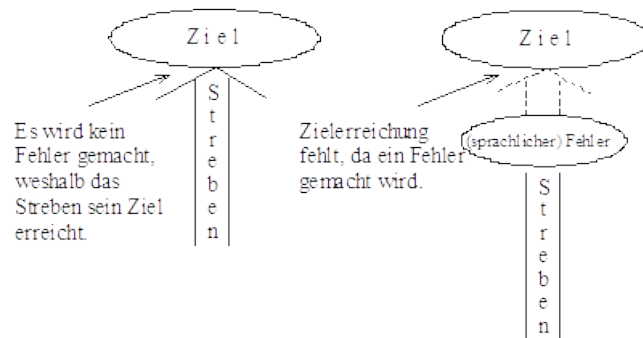 Ziel
Streben
Es wird kein
Fehler gemacht,
weshalb das
Streben sein Ziel
erreicht.
Ziel
Zielerreichung
fehlt, da ein Fehler
gemacht wird.
(sprachlicher) Fehler
Streben